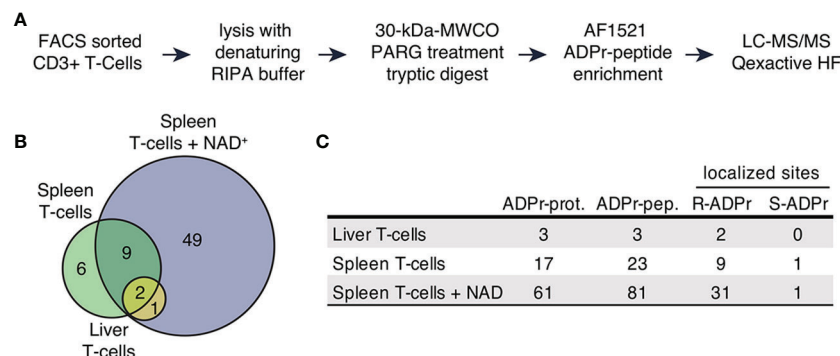 A
FACS sorted
CD3+ T-Cells
lysis with
denaturing
RIPA buffer
30-kDa-MWCO
PARG treatment
tryptic digest
AF1521
ADPr-peptide
enrichment
LC-MS/MS
Qexactive HF
B
Spleen
T-cells + NAD⁺
Spleen
T-cells
6
9
49
2
1
Liver
T-cells
C
localized sites
ADPr-prot. ADPr-pep. R-ADPr S-ADPr
Liver T-cells 3 3 2 0
Spleen T-cells 17 23 9 1
Spleen T-cells + NAD 61 81 31 1